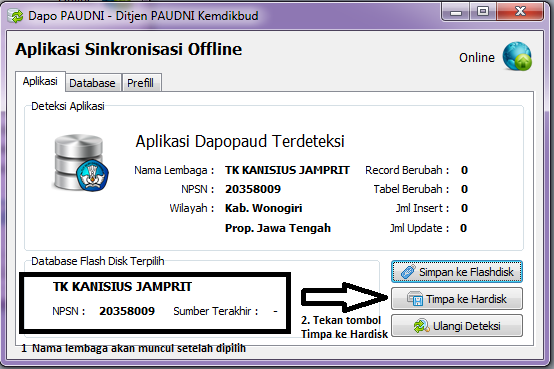 Dapo PAUDNI - Ditjen PAUDNI Kemdikbud
Aplikasi Sinkronisasi Offline
Online
Aplikasi Database Prefill
Deteksi Aplikasi
Aplikasi Dapopaud Terdeteksi
Nama Lembaga : TK KANISIUS JAMPRIT Record Berubah : 0
NPSN : 20358009 Tabel Berubah : 0
Wilayah : Kab. Wonogiri Jml Insert : 0
Prop. Jawa Tengah Jml Update : 0
Database Flash Disk Terpilih
TK KANISIUS JAMPRIT
NPSN : 20358009 Sumber Terakhir : -
Simpan ke Flashdisk
Timpa ke Hardisk
Ulangi Deteksi
2. Tekan tombol
Timpa ke Hardisk
1 Nama lembaga akan muncul setelah dipilih